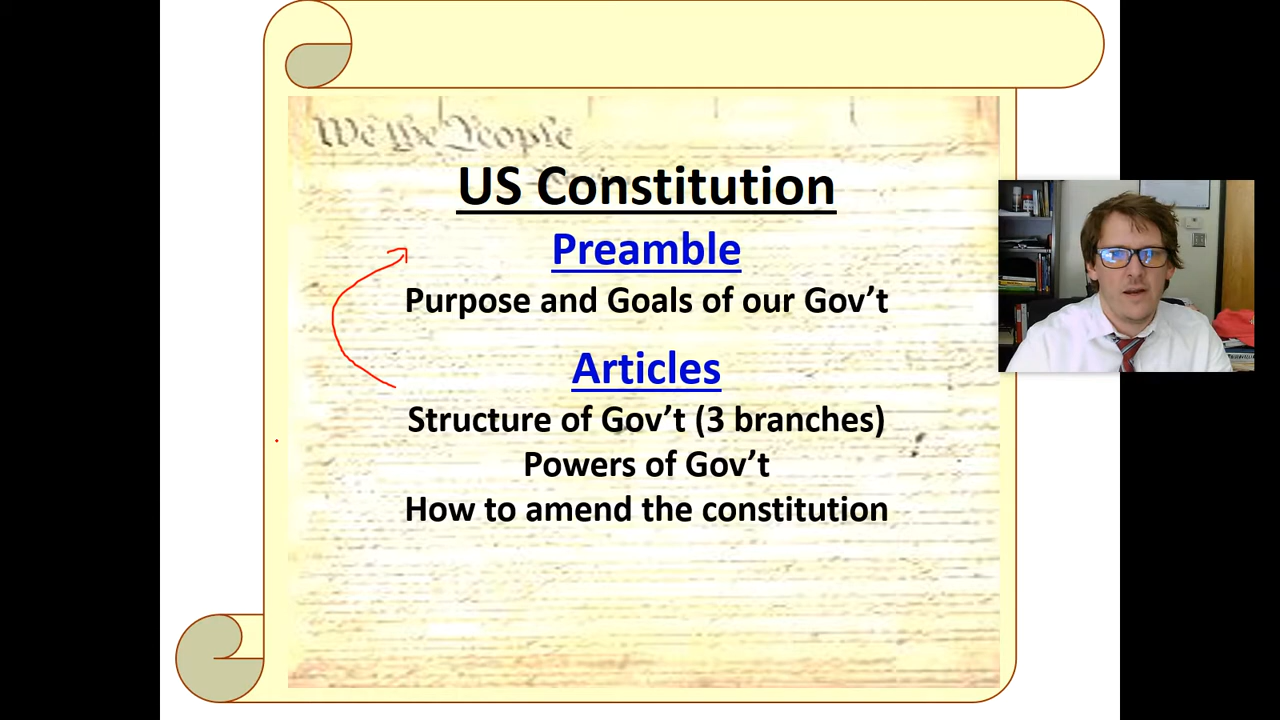 We the People
US Constitution
Preamble
Purpose and Goals of our Gov't
Articles
Structure of Gov't (3 branches)
Powers of Gov't
How to amend the constitution